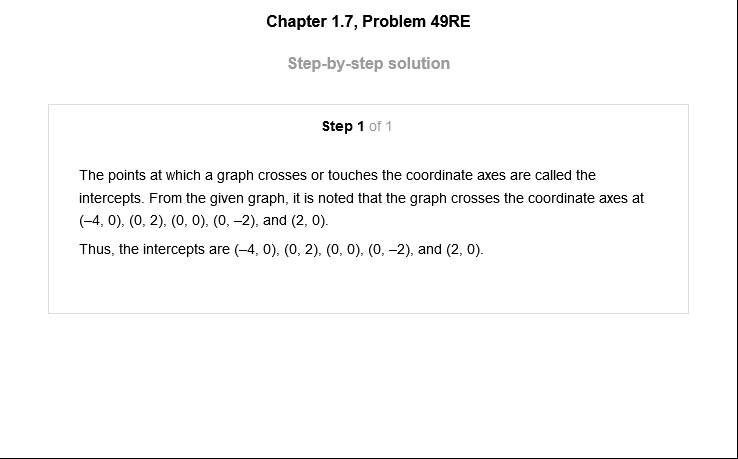 Chapter 1.7, Problem 49RE
Step-by-step solution
Step 1 of 1
The points at which a graph crosses or touches the coordinate axes are called the
intercepts. From the given graph, it is noted that the graph crosses the coordinate axes at
(–4, 0), (0, 2), (0, 0), (0, –2), and (2, 0).
Thus, the intercepts are (–4, 0), (0, 2), (0, 0), (0, –2), and (2, 0).